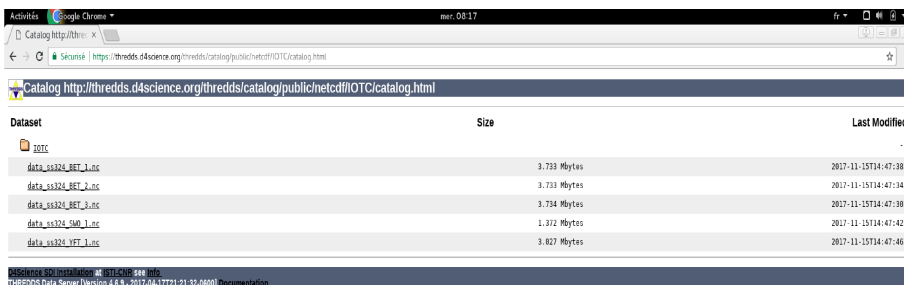 Activités Google Chrome mer. 08:17 fr
Catalog http://thred ×
Sécurisé https://thredds.d4science.org/thredds/catalog/public/netcdf/IOTC/catalog.html
Catalog http://thredds.d4science.org/thredds/catalog/public/netcdf/IOTC/catalog.html
Dataset Size Last Modified
IOTC --
data_ss324_BET_1.nc 3.733 Mbytes 2017-11-15T14:47:38
data_ss324_BET_2.nc 3.733 Mbytes 2017-11-15T14:47:34
data_ss324_BET_3.nc 3.734 Mbytes 2017-11-15T14:47:30
data_ss324_SWO_1.nc 1.372 Mbytes 2017-11-15T14:47:42
data_ss324_YFT_1.nc 3.027 Mbytes 2017-11-15T14:47:46
D4Science SDI Installation at ISTI-CNR see Info
THREDDS Data Server [Version 4.6.9 - 2017-04-17T21:21:32-0600] Documentation